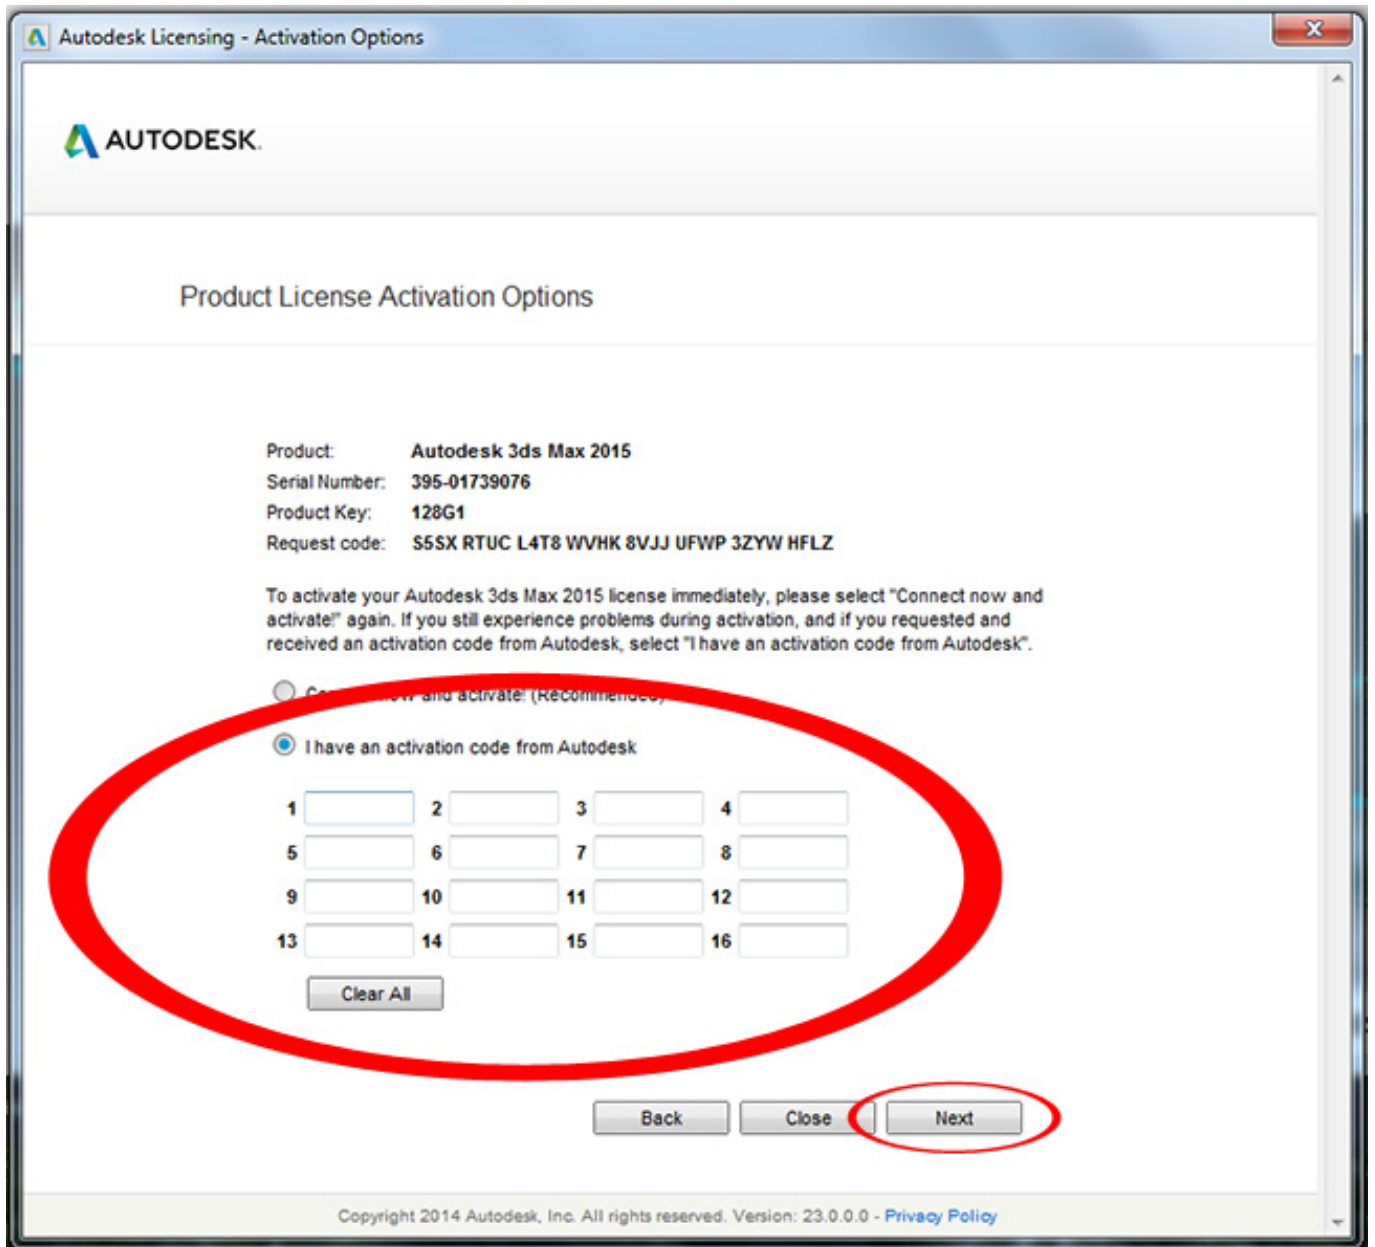 Autodesk Licensing - Activation Options
AUTODESK.
Product License Activation Options
Product: Autodesk 3ds Max 2015
Serial Number: 395-01739076
Product Key: 128G1
Request code: S5SX RTUC L4T8 WVHK 8VJJ UFWP 3ZYW HFLZ
To activate your Autodesk 3ds Max 2015 license immediately, please select "Connect now and
activate!" again. If you still experience problems during activation, and if you requested and
received an activation code from Autodesk, select "I have an activation code from Autodesk".
and activate! (Recommended)
I have an activation code from Autodesk
1 2 3 4
5 6 7 8
9 10 11 12
13 14 15 16
Clear All
Back Close Next
Copyright 2014 Autodesk, Inc. All rights reserved. Version: 23.0.0.0 - Privacy Policy